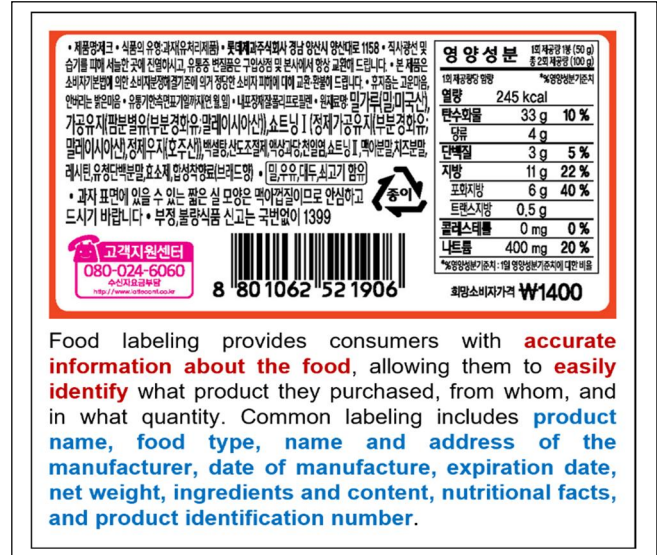 • 제품명:제크 • 식품의 유형:과자(유처리제품) • 롯데제과주식회사 경남 양산시 양산대로 1158 • 직사광선 및
습기를 피해 서늘한 곳에 진열하시고, 유통중 변질품은 구입상점 및 본사에서 항상 교환해 드립니다. • 본 제품은
소비자기본법에 의한 소비자분쟁해결기준에 의거 정당한 소비자 피해에 대해 교환·환불해 드립니다. • 휴지줍는 고운마음,
안버리는 밝은마음 • 유통기한:측면표기일까지(연,월,일) • 내포장재질:폴리프로필렌 • 원재료명: 밀가루(밀:미국산),
가공유지(팜분별유(부분경화유:말레이시아산)),쇼트닝Ⅰ(정제가공유지(부분경화유:
말레이시아산),정제우지(호주산)),백설탕,산도조절제,액상과당,천일염,쇼트닝Ⅱ,맥아분말,치즈분말,
레시틴,유청단백분말,효소제,합성착향료(브레드향) • 밀,우유,대두,쇠고기 함유
• 과자 표면에 있을 수 있는 짧은 실 모양은 맥아껍질이므로 안심하고
드시기 바랍니다 • 부정,불량식품 신고는 국번없이 1399
종이
고객지원센터
080-024-6060
수신자요금부담
8 801062 521906
영양성분
1회 제공량 1봉 (50 g)
총 2회 제공량 (100 g)
1회 제공량당 함량 *%영양성분기준치
열량 245 kcal
탄수화물 33 g 10 %
당류 4 g
단백질 3 g 5 %
지방 11 g 22 %
포화지방 6 g 40 %
트랜스지방 0.5 g
콜레스테롤 0 mg 0 %
나트륨 400 mg 20 %
*%영양성분기준치 : 1일 영양성분기준치에 대한 비율
희망소비자가격 ₩1400
Food labeling provides consumers with accurate
information about the food, allowing them to easily
identify what product they purchased, from whom, and
in what quantity. Common labeling includes product
name, food type, name and address of the
manufacturer, date of manufacture, expiration date,
net weight, ingredients and content, nutritional facts,
and product identification number.